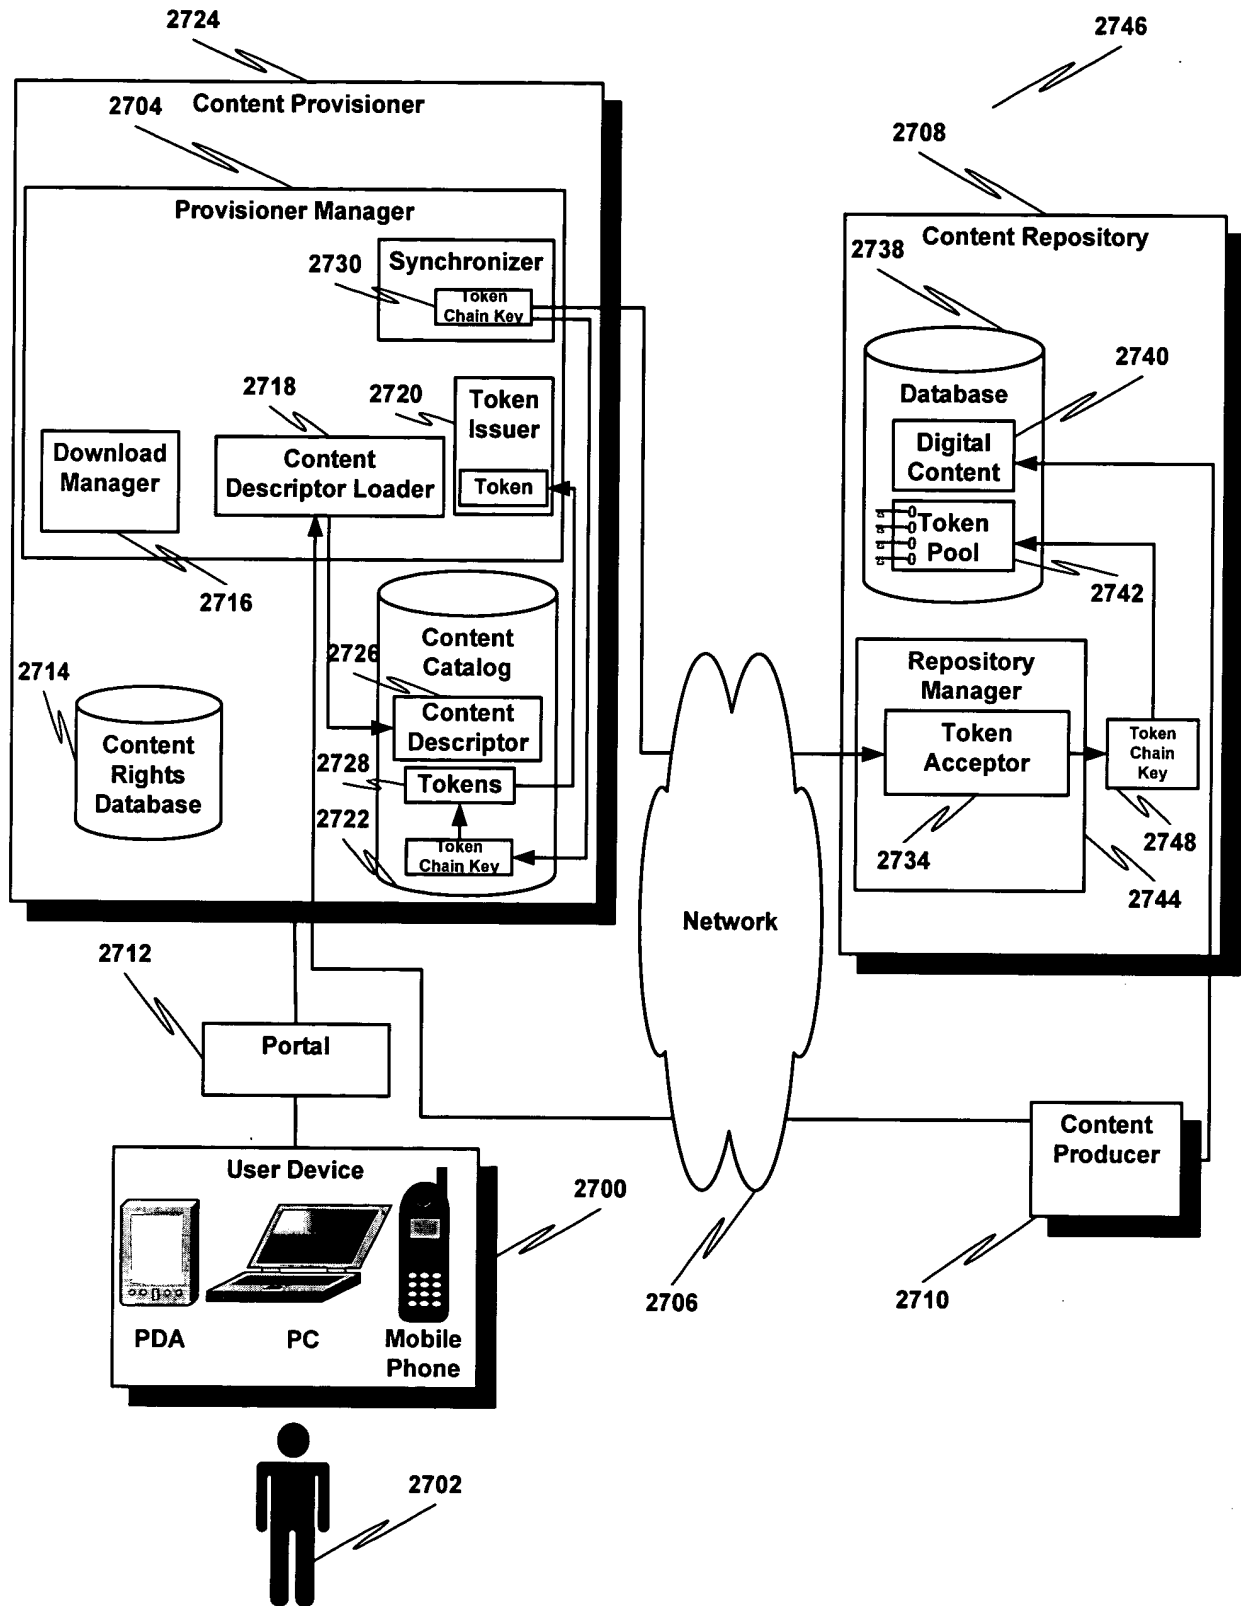 2724
2746
2704
Content Provisioner
2708
Provisioner Manager
Content Repository
2730
Synchronizer
Token
Chain Key
2738
2718
2720
Token
Issuer
2740
Database
Download
Manager
Content
Descriptor Loader
Token
Digital
Content
Token
Pool
2716
2742
2714
2726
Content
Catalog
Repository
Manager
Content
Descriptor
Token
Acceptor
Token
Chain
Key
Content
Rights
Database
2728
Tokens
2722
Token
Chain Key
2734
2748
2744
Network
2712
Portal
Content
Producer
User Device
2700
2706
2710
PDA
PC
Mobile
Phone
2702